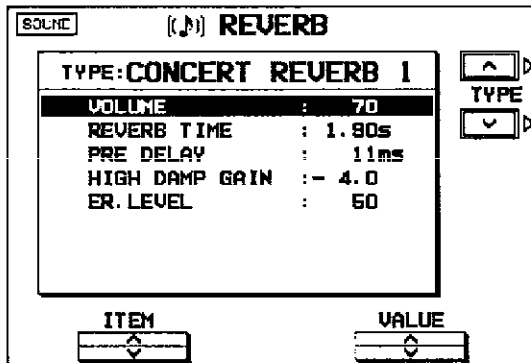 SOUND
REVERB
TYPE:CONCERT REVERB 1
VOLUME : 70
REVERB TIME : 1.80s
PRE DELAY : 11ms
HIGH DAMP GAIN :- 4.0
ER.LEVEL : 50
TYPE
ITEM
VALUE